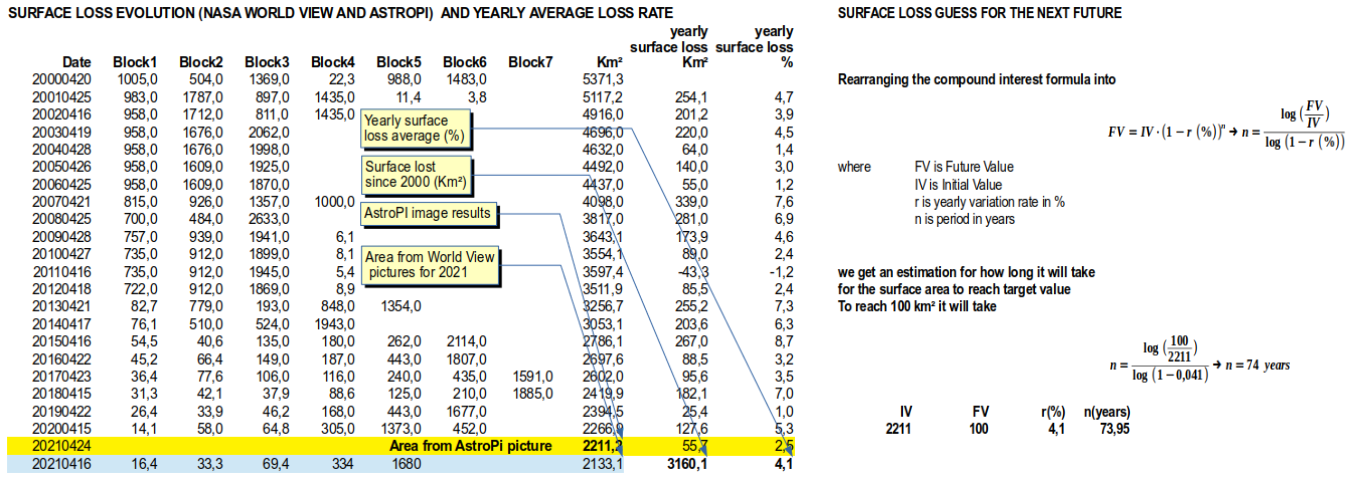 SURFACE LOSS EVOLUTION (NASA WORLD VIEW AND ASTROPI) AND YEARLY AVERAGE LOSS RATE
yearly yearly
surface loss surface loss
Date Block1 Block2 Block3 Block4 Block5 Block6 Block7 Km² Km² %
20000420 1005,0 504,0 1369,0 22,3 988,0 1483,0 5371,3
20010425 983,0 1787,0 897,0 1435,0 11,4 3,8 5117,2 254,1 4,7
20020416 958,0 1712,0 811,0 1435,0 4916,0 201,2 3,9
20030419 958,0 1676,0 2062,0 4696,0 220,0 4,5
20040428 958,0 1676,0 1998,0 4632,0 64,0 1,4
20050426 958,0 1609,0 1925,0 4492,0 140,0 3,0
20060425 958,0 1609,0 1870,0 4437,0 55,0 1,2
20070421 815,0 926,0 1357,0 1000,0 4098,0 339,0 7,6
20080425 700,0 484,0 2633,0 3817,0 281,0 6,9
20090428 757,0 939,0 1941,0 6,1 3643,1 173,9 4,6
20100427 735,0 912,0 1899,0 8,1 3554,1 89,0 2,4
20110416 735,0 912,0 1945,0 5,4 3597,4 -43,3 -1,2
20120418 722,0 912,0 1869,0 8,9 3511,9 85,5 2,4
20130421 82,7 779,0 193,0 848,0 1354,0 3256,7 255,2 7,3
20140417 76,1 510,0 524,0 1943,0 3053,1 203,6 6,3
20150416 54,5 40,6 135,0 180,0 262,0 2114,0 2786,1 267,0 8,7
20160422 45,2 66,4 149,0 187,0 443,0 1807,0 2697,6 88,5 3,2
20170423 36,4 77,6 106,0 116,0 240,0 435,0 1591,0 2602,0 95,6 3,5
20180415 31,3 42,1 37,9 88,6 125,0 210,0 1885,0 2419,9 182,1 7,0
20190422 26,4 33,9 46,2 168,0 443,0 1677,0 2394,5 25,4 1,0
20200415 14,1 58,0 64,8 305,0 1373,0 452,0 2266,9 127,6 5,3
20210424 Area from AstroPi picture 2211,2 55,7 2,5
20210416 16,4 33,3 69,4 334 1680 2133,1 3160,1 4,1
Yearly surface
loss average (%)
Surface lost
since 2000 (Km²)
AstroPI image results
Area from World View
pictures for 2021
SURFACE LOSS GUESS FOR THE NEXT FUTURE
Rearranging the compound interest formula into
FV = IV · (1 − r (%))ⁿ → n = log (FV/IV) / log (1 − r (%))
where FV is Future Value
IV is Initial Value
r is yearly variation rate in %
n is period in years
we get an estimation for how long it will take
for the surface area to reach target value
To reach 100 km² it will take
n = log (100/2211) / log (1 − 0,041) → n = 74 years
IV FV r(%) n(years)
2211 100 4,1 73,95